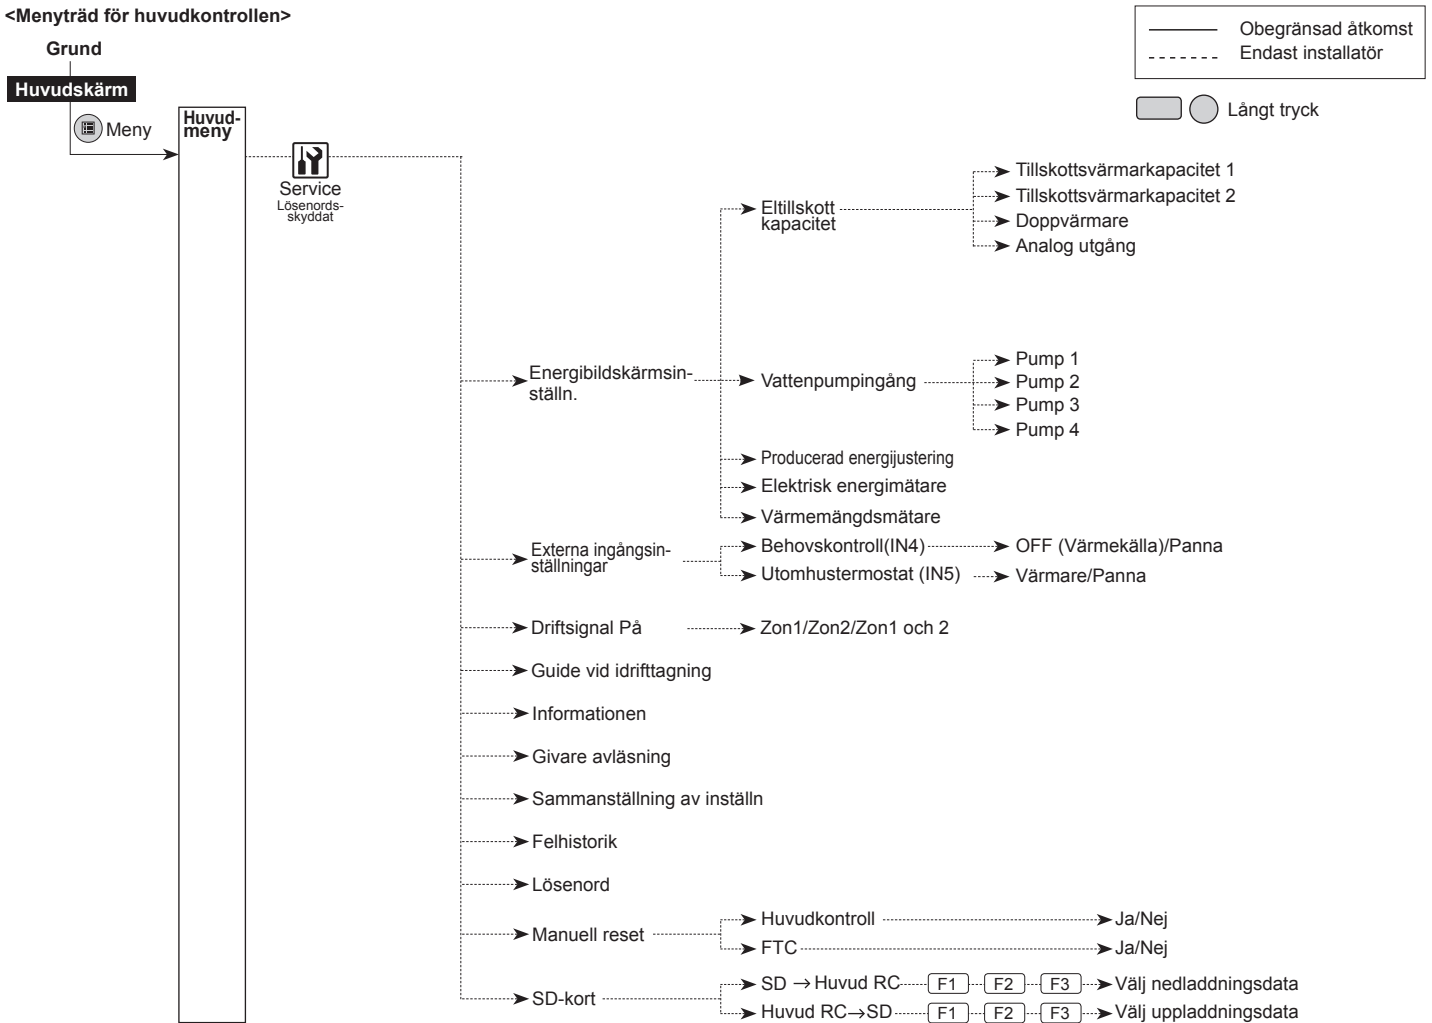 <Menyträd för huvudkontrollen>
Obegränsad åtkomst
Endast installatör
Långt tryck
Grund
Huvudskärm
Meny
Huvud-
meny
Service
Lösenords-
skyddat
Energibildskärmsin-
ställn.
Eltillskott
kapacitet
Tillskottsvärmarkapacitet 1
Tillskottsvärmarkapacitet 2
Doppvärmare
Analog utgång
Vattenpumpingång
Pump 1
Pump 2
Pump 3
Pump 4
Producerad energijustering
Elektrisk energimätare
Värmemängdsmätare
Externa ingångsin-
ställningar
Behovskontroll(IN4) OFF (Värmekälla)/Panna
Utomhustermostat (IN5) Värmare/Panna
Driftsignal På Zon1/Zon2/Zon1 och 2
Guide vid idrifttagning
Informationen
Givare avläsning
Sammanställning av inställn
Felhistorik
Lösenord
Manuell reset
Huvudkontroll Ja/Nej
FTC Ja/Nej
SD-kort
SD → Huvud RC F1 F2 F3 Välj nedladdningsdata
Huvud RC→SD F1 F2 F3 Välj uppladdningsdata